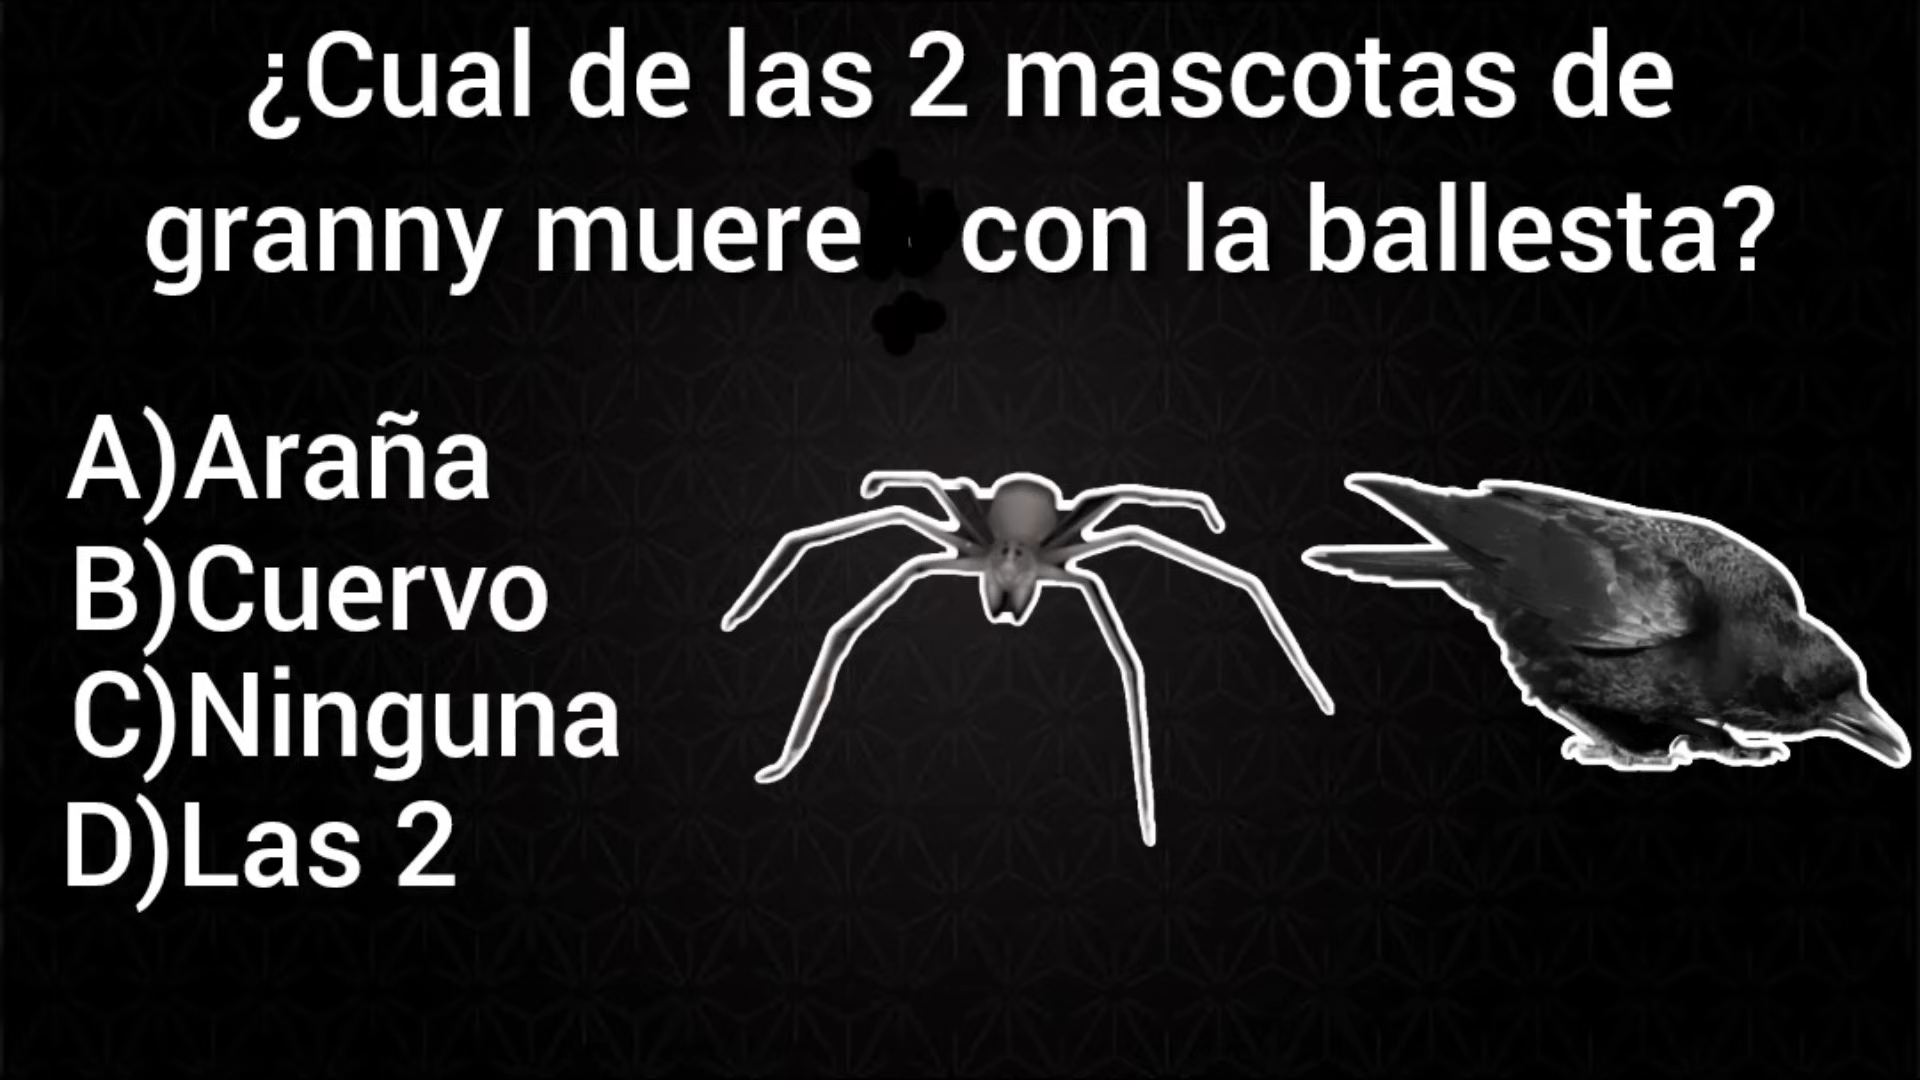 ¿Cual de las 2 mascotas de
granny muere con la ballesta?
A)Araña
B)Cuervo
C)Ninguna
D)Las 2